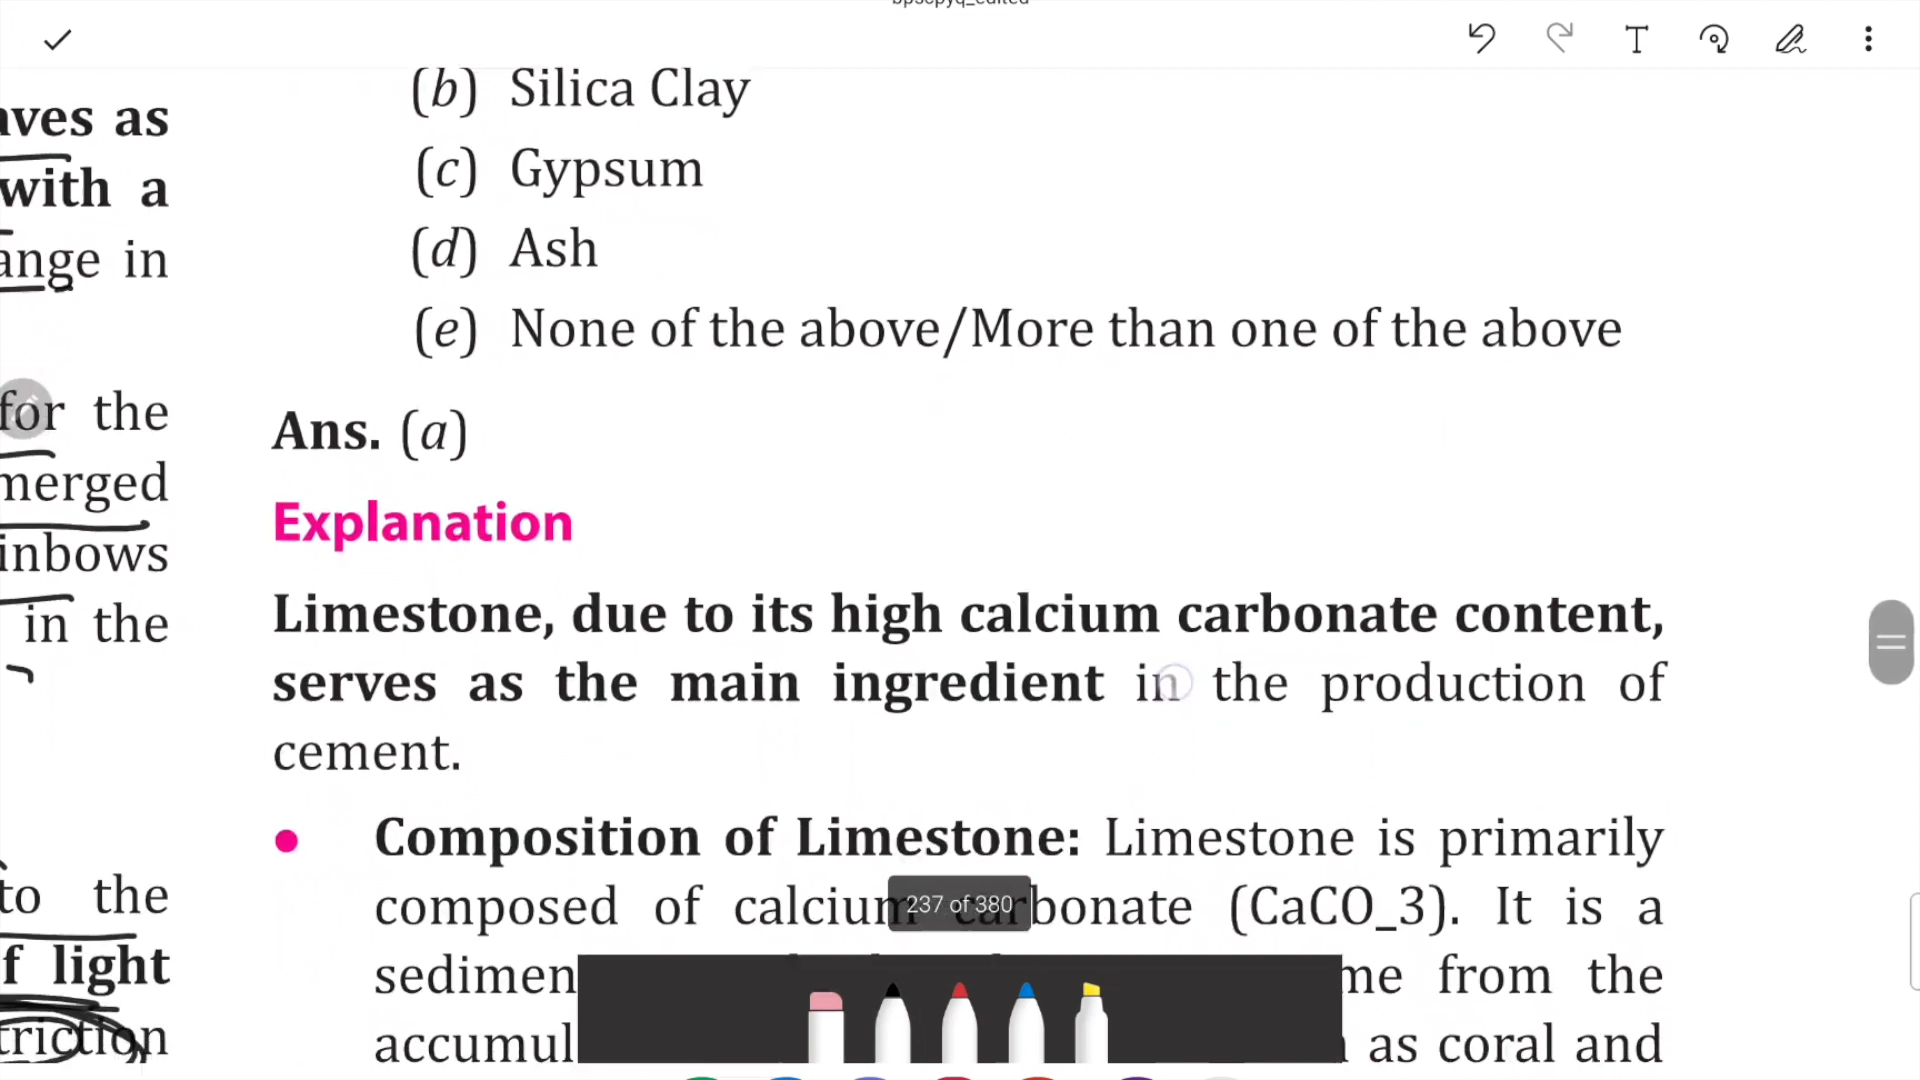 aves as
with a
ange in
for the
merged
inbows
in the
to the
f light
triction
(b) Silica Clay
(c) Gypsum
(d) Ash
(e) None of the above/More than one of the above
Ans. (a)
Explanation
Limestone, due to its high calcium carbonate content,
serves as the main ingredient in the production of
cement.
● Composition of Limestone: Limestone is primarily
composed of calcium carbonate (CaCO_3). It is a
sedimen me from the
accumul as coral and
237 of 380
T